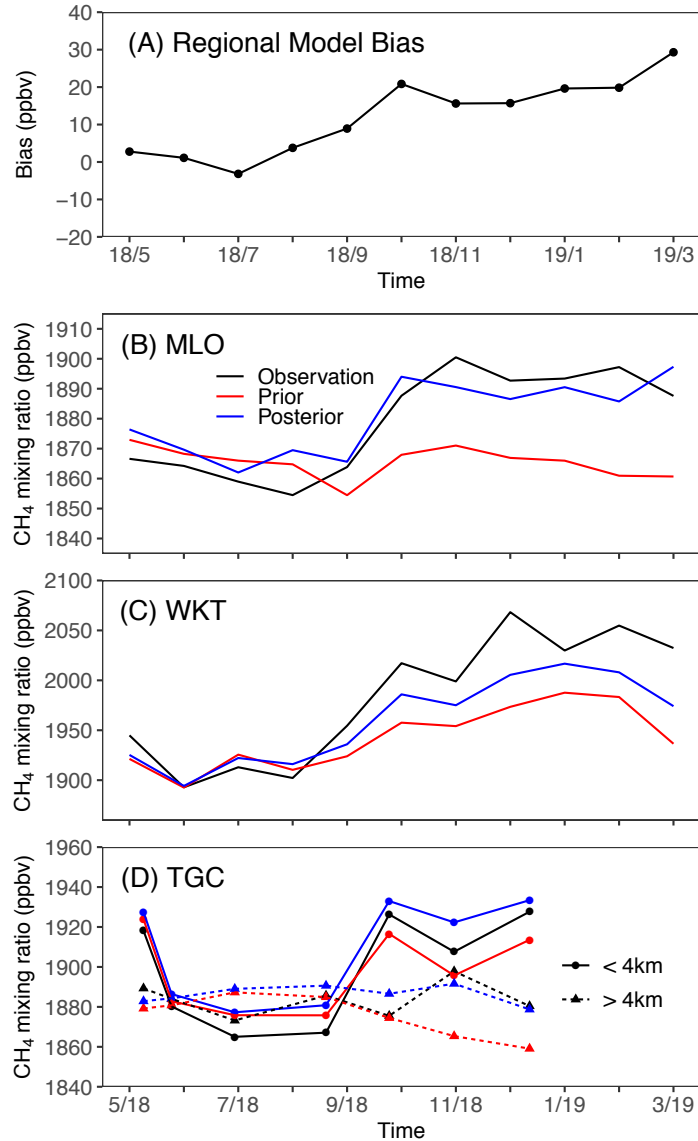 (A) Regional Model Bias
Bias (ppbv)
40
30
20
10
0
−10
−20
18/5 18/7 18/9 18/11 19/1 19/3
Time
(B) MLO
Observation
Prior
Posterior
CH₄ mixing ratio (ppbv)
1910
1900
1890
1880
1870
1860
1850
1840
(C) WKT
CH₄ mixing ratio (ppbv)
2100
2050
2000
1950
1900
(D) TGC
CH₄ mixing ratio (ppbv)
1960
1940
1920
1900
1880
1860
1840
< 4km
> 4km
5/18 7/18 9/18 11/18 1/19 3/19
Time